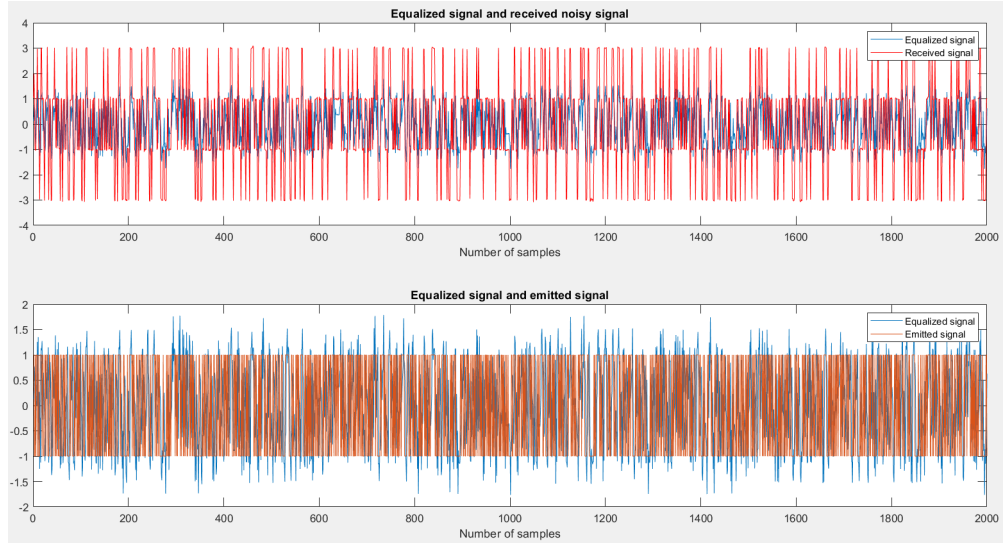 Equalized signal and received noisy signal
4
3
2
1
0
-1
-2
-3
-4
Equalized signal
Received signal
0 200 400 600 800 1000 1200 1400 1600 1800 2000
Number of samples
Equalized signal and emitted signal
2
1.5
1
0.5
0
-0.5
-1
-1.5
-2
Equalized signal
Emitted signal
0 200 400 600 800 1000 1200 1400 1600 1800 2000
Number of samples